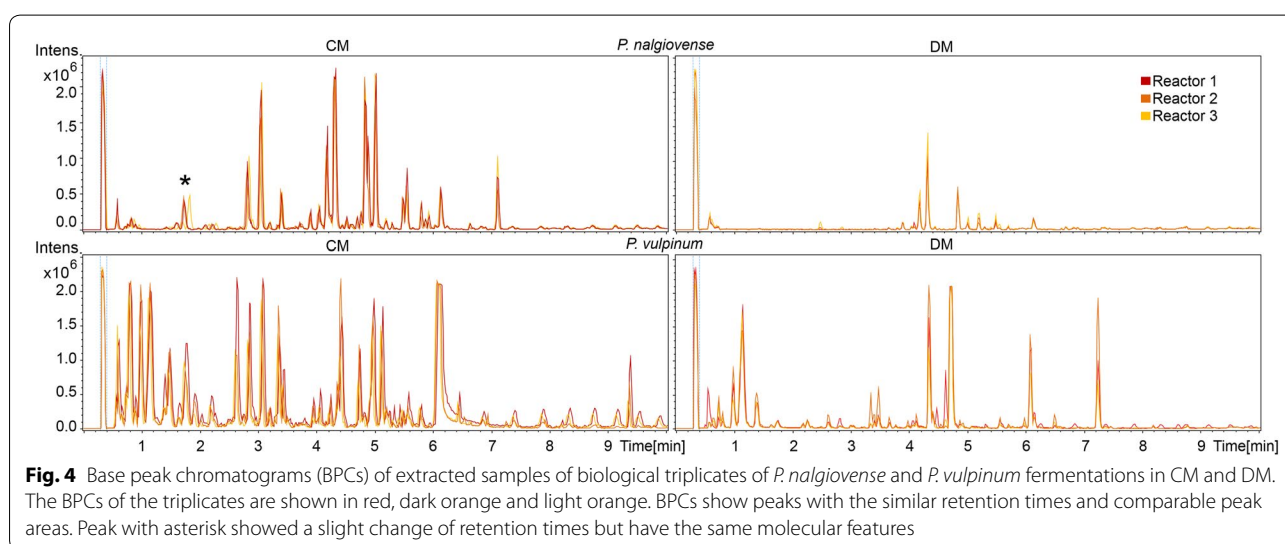 CM P. nalgiovense DM
Intens.
x10⁶
2.0
1.5
1.0
0.5
0.0
*
Reactor 1
Reactor 2
Reactor 3
CM P. vulpinum DM
Intens.
x10⁶
2.0
1.5
1.0
0.5
0.0
1 2 3 4 5 6 7 8 9 Time[min] 1 2 3 4 5 6 7 8 9 Time[min]
Fig. 4 Base peak chromatograms (BPCs) of extracted samples of biological triplicates of P. nalgiovense and P. vulpinum fermentations in CM and DM.
The BPCs of the triplicates are shown in red, dark orange and light orange. BPCs show peaks with the similar retention times and comparable peak
areas. Peak with asterisk showed a slight change of retention times but have the same molecular features